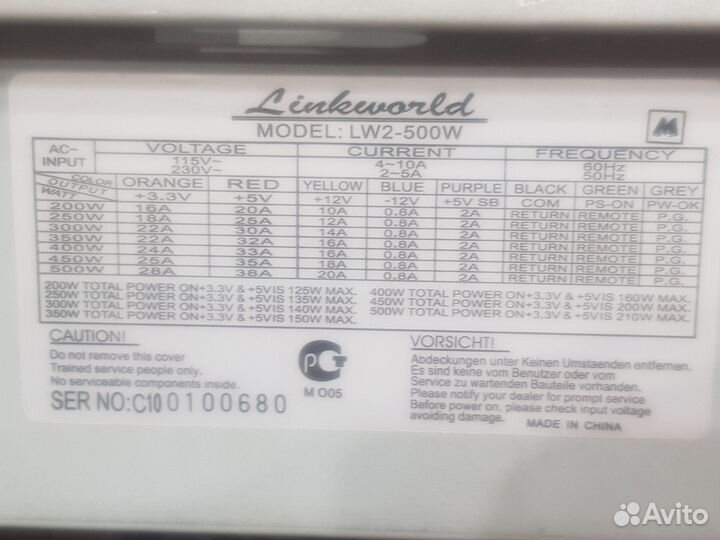 Linkworld
MODEL: LW2-500W
M
AC~ INPUT VOLTAGE CURRENT FREQUENCY
115V~ 4~10A 60Hz
230V~ 2~5A 50Hz
COLOR OUTPUT WATT ORANGE RED YELLOW BLUE PURPLE BLACK GREEN GREY
+3.3V +5V +12V -12V +5V SB COM PS-ON PW-OK
200W 16A 20A 10A 0.8A 2A RETURN REMOTE P.G.
250W 18A 25A 12A 0.8A 2A RETURN REMOTE P.G.
300W 22A 30A 14A 0.8A 2A RETURN REMOTE P.G.
350W 22A 32A 16A 0.8A 2A RETURN REMOTE P.G.
400W 24A 33A 16A 0.8A 2A RETURN REMOTE P.G.
450W 25A 35A 18A 0.8A 2A RETURN REMOTE P.G.
500W 28A 38A 20A 0.8A 2A RETURN REMOTE P.G.
200W TOTAL POWER ON+3.3V & +5VIS 125W MAX.
250W TOTAL POWER ON+3.3V & +5VIS 135W MAX.
300W TOTAL POWER ON+3.3V & +5VIS 140W MAX.
350W TOTAL POWER ON+3.3V & +5VIS 150W MAX.
400W TOTAL POWER ON+3.3V & +5VIS 160W MAX.
450W TOTAL POWER ON+3.3V & +5VIS 200W MAX.
500W TOTAL POWER ON+3.3V & +5VIS 210W MAX.
CAUTION!
Do not remove this cover
Trained service people only.
No serviceable components inside.
SER NO:C100100680
РСТ
M O05
VORSICHT!
Abdeckungen unter Keinen Umstaenden entfernen.
Es sind keine vom Benutzer oder vom
Service zu wartenden Bauteile vorhanden.
Please notify your dealer for prompt service
Before power on, please check input voltage
avoiding damage. MADE IN CHINA
Avito